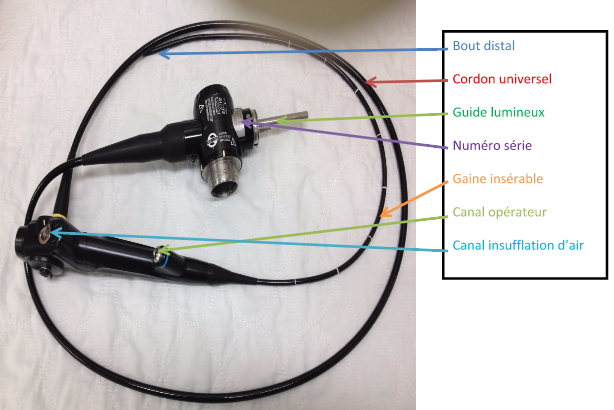 Bout distal
Cordon universel
Guide lumineux
Numéro série
Gaine insérable
Canal opérateur
Canal insufflation d'air